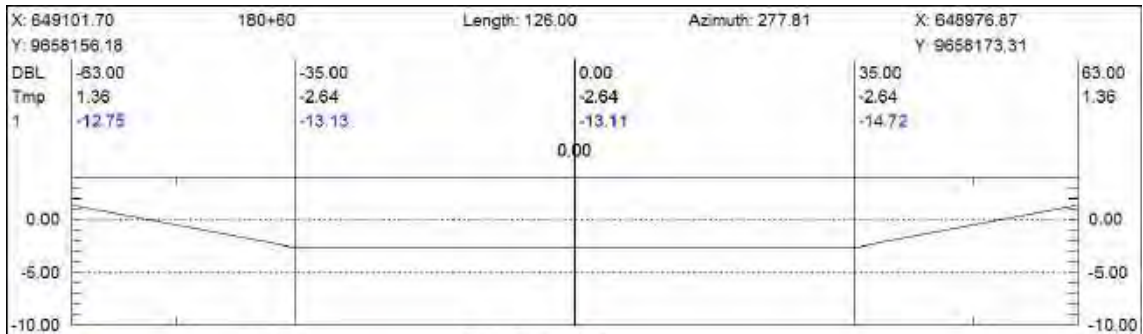 X: 649101.70 180+60 Length: 126.00 Azimuth: 277.81 X: 648976.87
Y: 9658156.18 Y: 9658173.31
DBL -63.00 -35.00 0.00 35.00 63.00
Tmp 1.36 -2.64 -2.64 -2.64 1.36
1 -12.75 -13.13 -13.11 -14.72
0.00
0.00 0.00
-5.00 -5.00
-10.00 -10.00